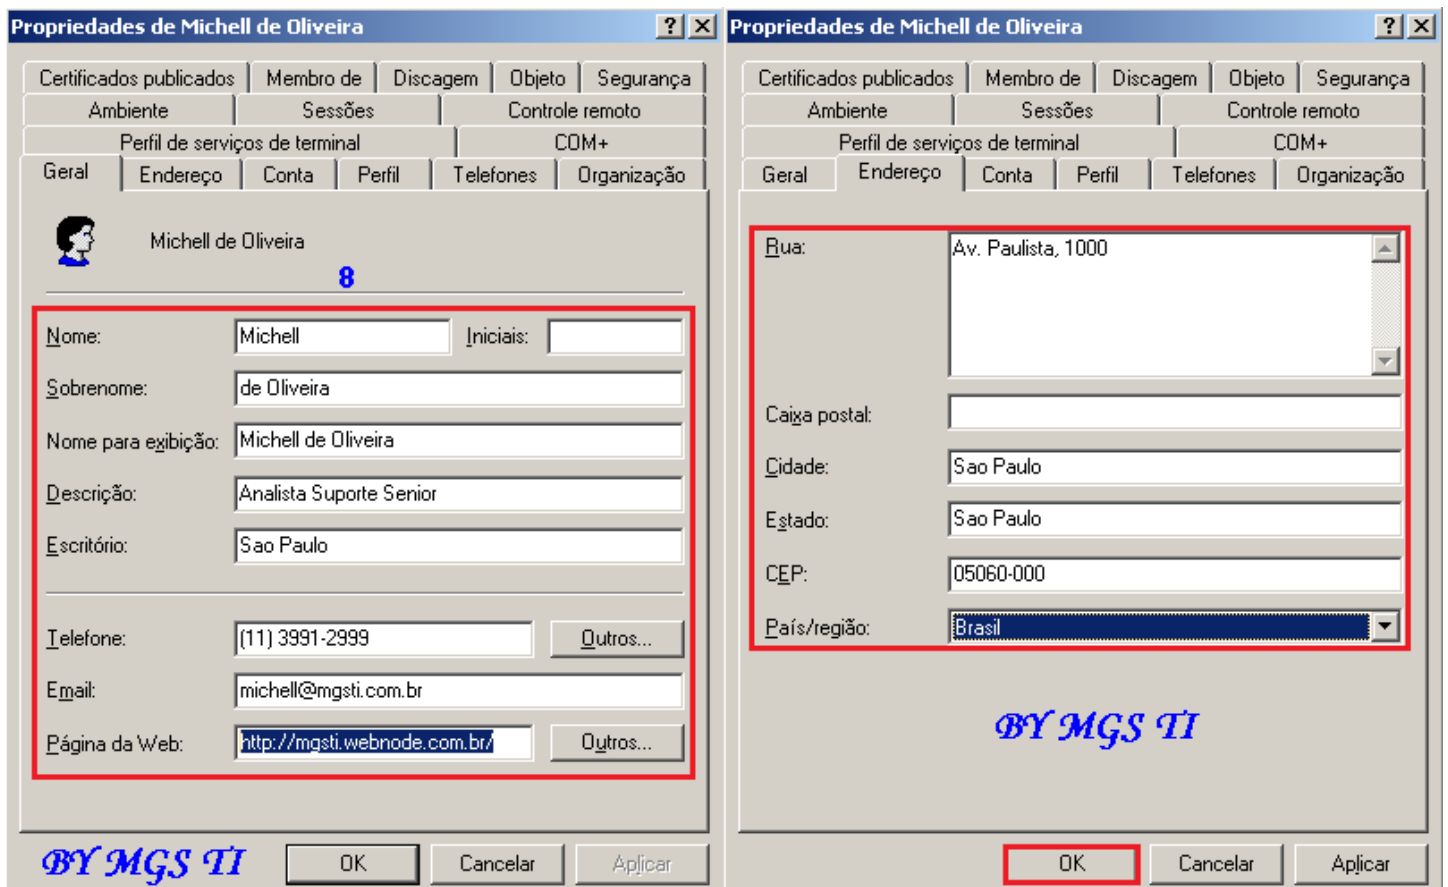 Propriedades de Michell de Oliveira
Certificados publicados Membro de Discagem Objeto Segurança
Ambiente Sessões Controle remoto
Perfil de serviços de terminal COM+
Geral Endereço Conta Perfil Telefones Organização
Michell de Oliveira
8
Nome: Michell Iniciais:
Sobrenome: de Oliveira
Nome para exibição: Michell de Oliveira
Descrição: Analista Suporte Senior
Escritório: Sao Paulo
Telefone: (11) 3991-2999 Outros...
Email: michell@mgsti.com.br
Página da Web: http://mgsti.webnode.com.br/ Outros...
BY MGS TI OK Cancelar Aplicar
Propriedades de Michell de Oliveira
Certificados publicados Membro de Discagem Objeto Segurança
Ambiente Sessões Controle remoto
Perfil de serviços de terminal COM+
Geral Endereço Conta Perfil Telefones Organização
Rua: Av. Paulista, 1000
Caixa postal:
Cidade: Sao Paulo
Estado: Sao Paulo
CEP: 05060-000
País/região: Brasil
BY MGS TI
OK Cancelar Aplicar